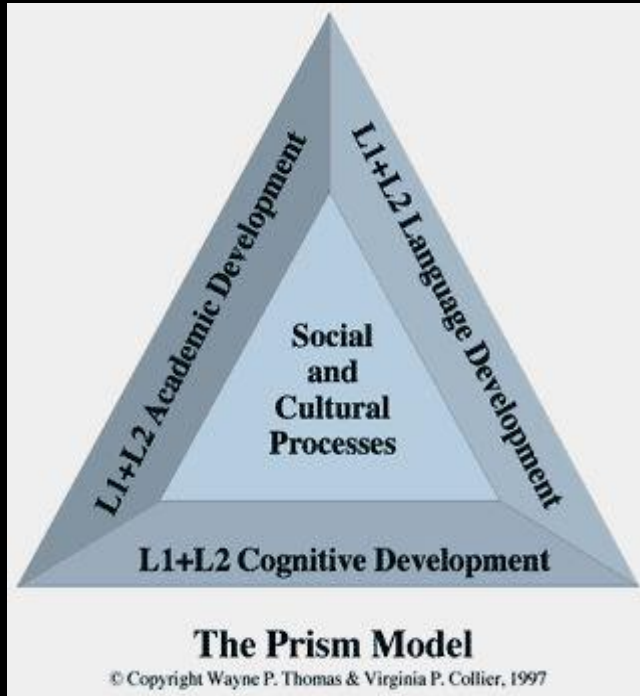 L1+L2 Academic Development
L1+L2 Language Development
Social
and
Cultural
Processes
L1+L2 Cognitive Development
The Prism Model
© Copyright Wayne P. Thomas & Virginia P. Collier, 1997